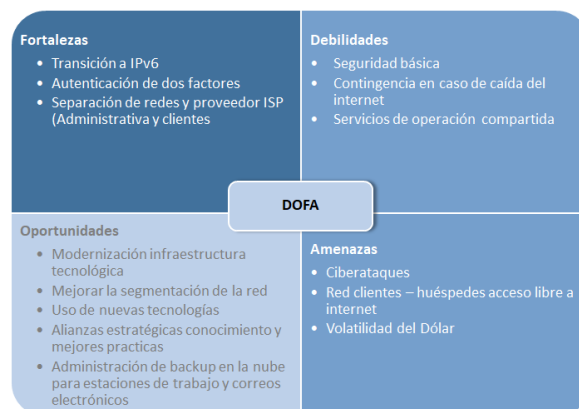 Fortalezas
• Transición a IPv6
• Autenticación de dos factores
• Separación de redes y proveedor ISP
(Administrativa y clientes
Debilidades
• Seguridad básica
• Contingencia en caso de caída del
internet
• Servicios de operación compartida
DOFA
Oportunidades
• Modernización infraestructura
tecnológica
• Mejorar la segmentación de la red
• Uso de nuevas tecnologías
• Alianzas estratégicas conocimiento y
mejores practicas
• Administración de backup en la nube
para estaciones de trabajo y correos
electrónicos
Amenazas
• Ciberataques
• Red clientes – huéspedes acceso libre a
internet
• Volatilidad del Dólar